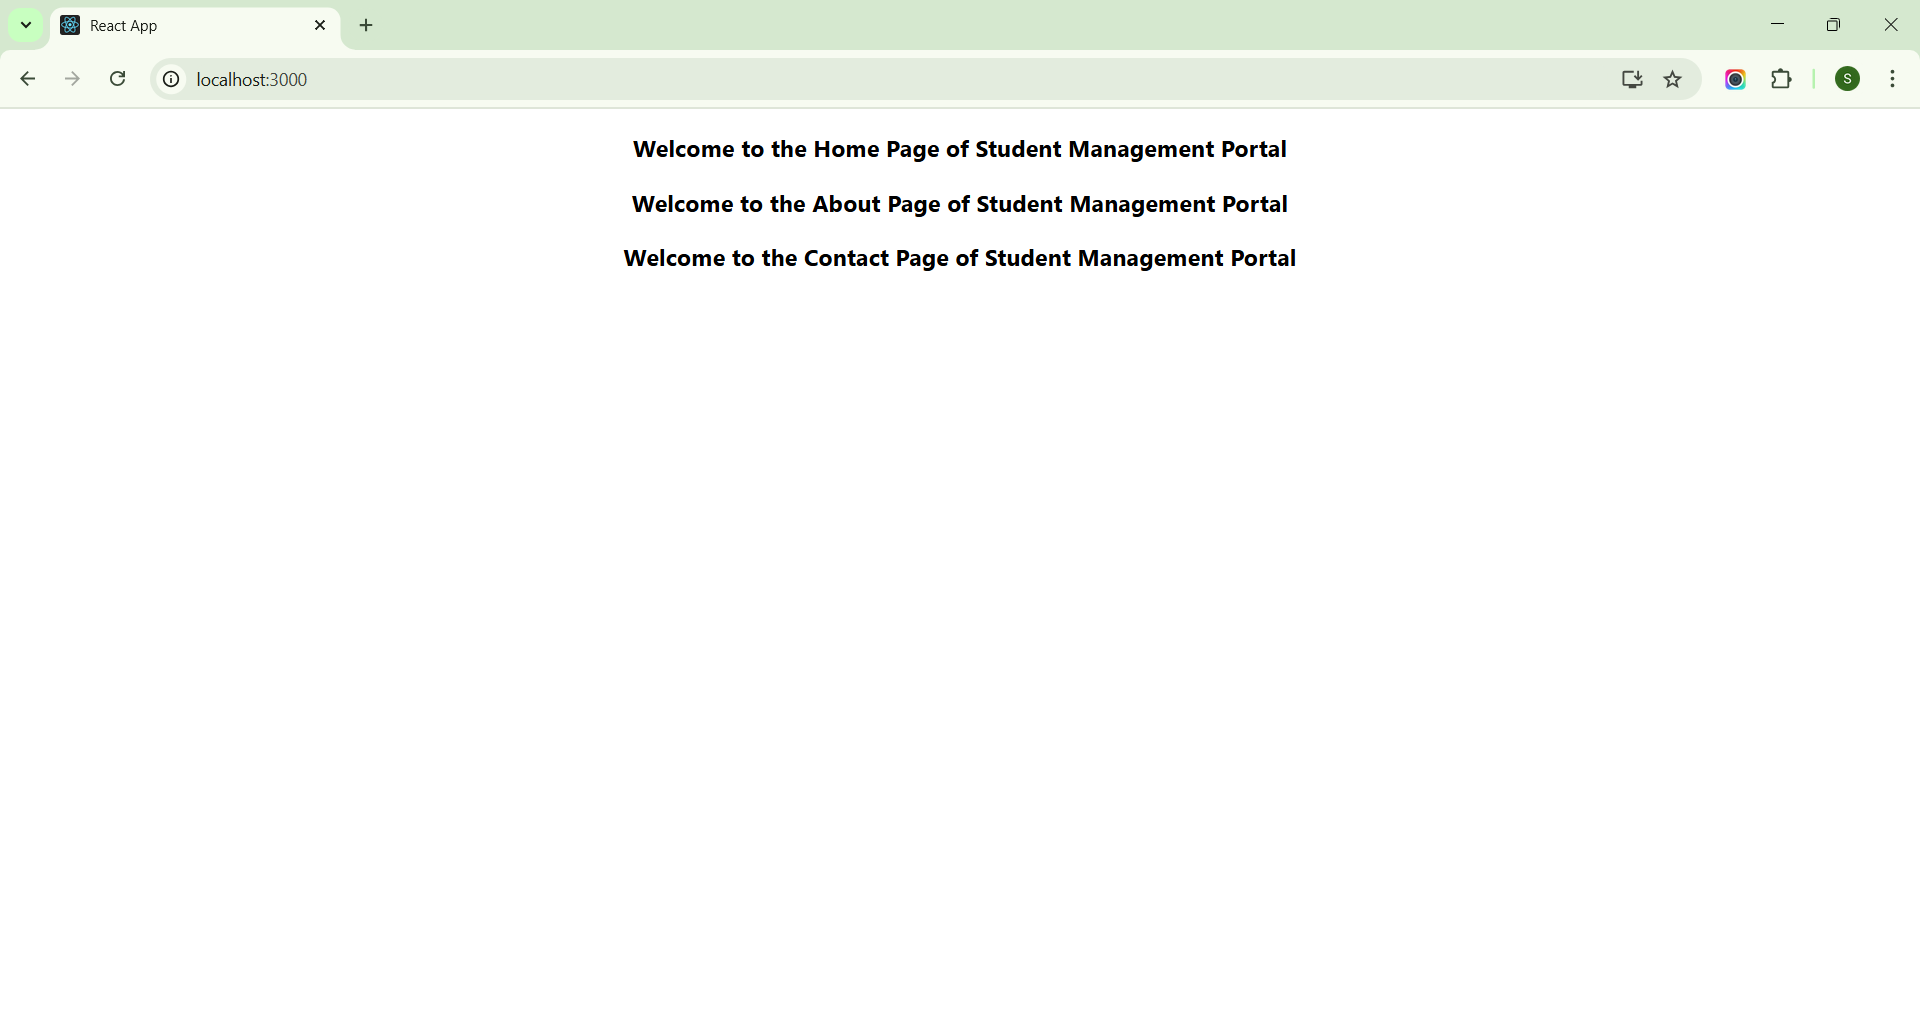 React App
localhost:3000
S
Welcome to the Home Page of Student Management Portal
Welcome to the About Page of Student Management Portal
Welcome to the Contact Page of Student Management Portal